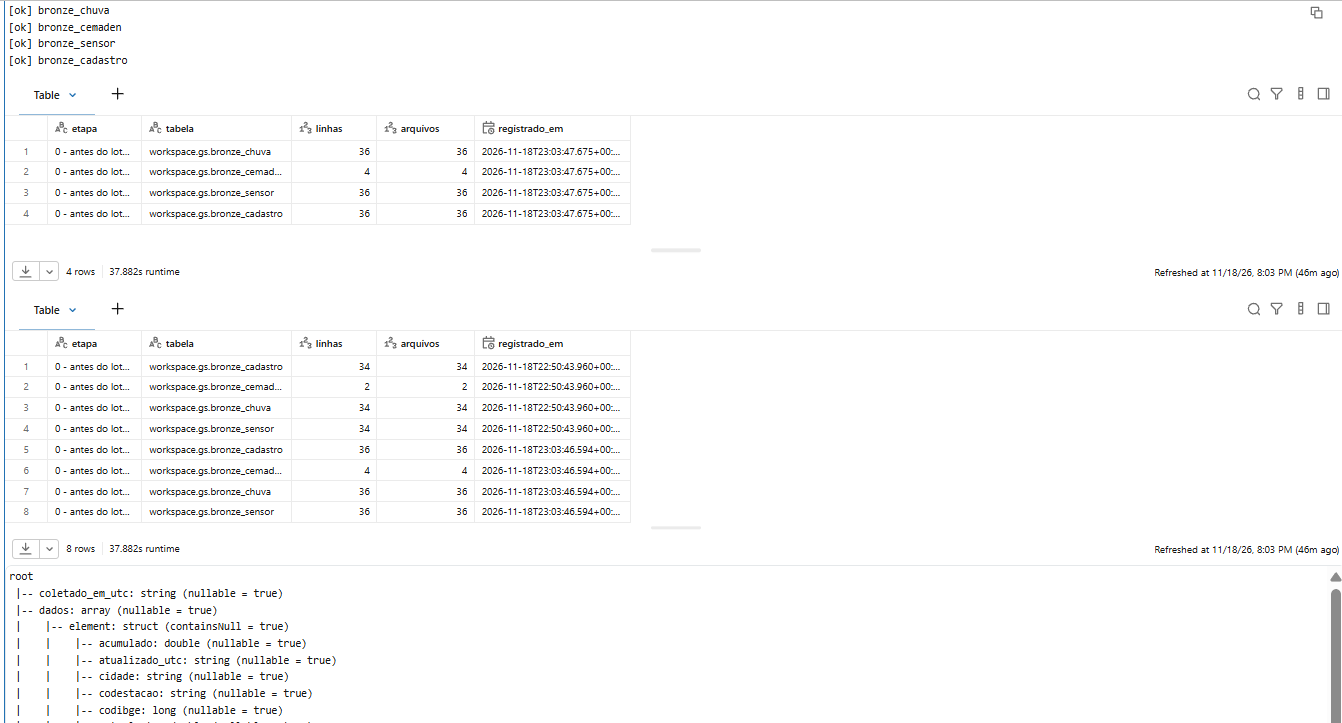 [ok] bronze_chuva
[ok] bronze_cemaden
[ok] bronze_sensor
[ok] bronze_cadastro
Table
etapa tabela linhas arquivos registrado_em
1 0 - antes do lot... workspace.gs.bronze_chuva 36 36 2026-11-18T23:03:47.675+00:...
2 0 - antes do lot... workspace.gs.bronze_cemad... 4 4 2026-11-18T23:03:47.675+00:...
3 0 - antes do lot... workspace.gs.bronze_sensor 36 36 2026-11-18T23:03:47.675+00:...
4 0 - antes do lot... workspace.gs.bronze_cadastro 36 36 2026-11-18T23:03:47.675+00:...
4 rows 37.882s runtime Refreshed at 11/18/26, 8:03 PM (46m ago)
Table
etapa tabela linhas arquivos registrado_em
1 0 - antes do lot... workspace.gs.bronze_cadastro 34 34 2026-11-18T22:50:43.960+00:...
2 0 - antes do lot... workspace.gs.bronze_cemad... 2 2 2026-11-18T22:50:43.960+00:...
3 0 - antes do lot... workspace.gs.bronze_chuva 34 34 2026-11-18T22:50:43.960+00:...
4 0 - antes do lot... workspace.gs.bronze_sensor 34 34 2026-11-18T22:50:43.960+00:...
5 0 - antes do lot... workspace.gs.bronze_cadastro 36 36 2026-11-18T23:03:46.594+00:...
6 0 - antes do lot... workspace.gs.bronze_cemad... 4 4 2026-11-18T23:03:46.594+00:...
7 0 - antes do lot... workspace.gs.bronze_chuva 36 36 2026-11-18T23:03:46.594+00:...
8 0 - antes do lot... workspace.gs.bronze_sensor 36 36 2026-11-18T23:03:46.594+00:...
8 rows 37.882s runtime Refreshed at 11/18/26, 8:03 PM (46m ago)
root
|-- coletado_em_utc: string (nullable = true)
|-- dados: array (nullable = true)
| |-- element: struct (containsNull = true)
| | |-- acumulado: double (nullable = true)
| | |-- atualizado_utc: string (nullable = true)
| | |-- cidade: string (nullable = true)
| | |-- codestacao: string (nullable = true)
| | |-- codibge: long (nullable = true)